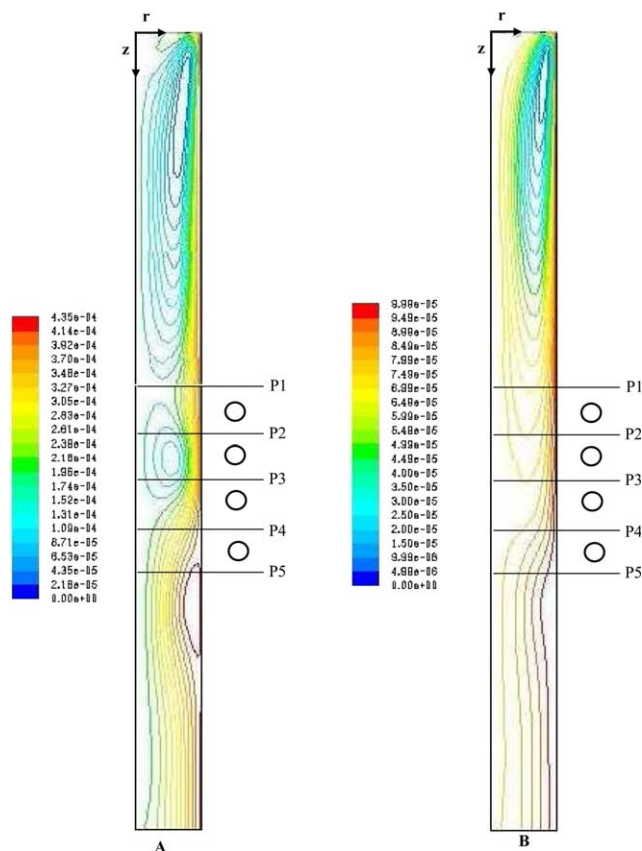 r
z
4.35e-04
4.14e-04
3.92e-04
3.70e-04
3.48e-04
3.27e-04
3.05e-04
2.83e-04
2.61e-04
2.39e-04
2.18e-04
1.96e-04
1.74e-04
1.52e-04
1.31e-04
1.09e-04
8.71e-05
6.53e-05
4.35e-05
2.18e-05
0.00e+00
P1
P2
P3
P4
P5
A
r
z
9.99e-05
9.49e-05
8.99e-05
8.49e-05
7.99e-05
7.49e-05
6.99e-05
6.49e-05
5.99e-05
5.49e-05
4.99e-05
4.49e-05
4.00e-05
3.50e-05
3.00e-05
2.50e-05
2.00e-05
1.50e-05
9.99e-06
4.99e-06
0.00e+00
P1
P2
P3
P4
P5
B